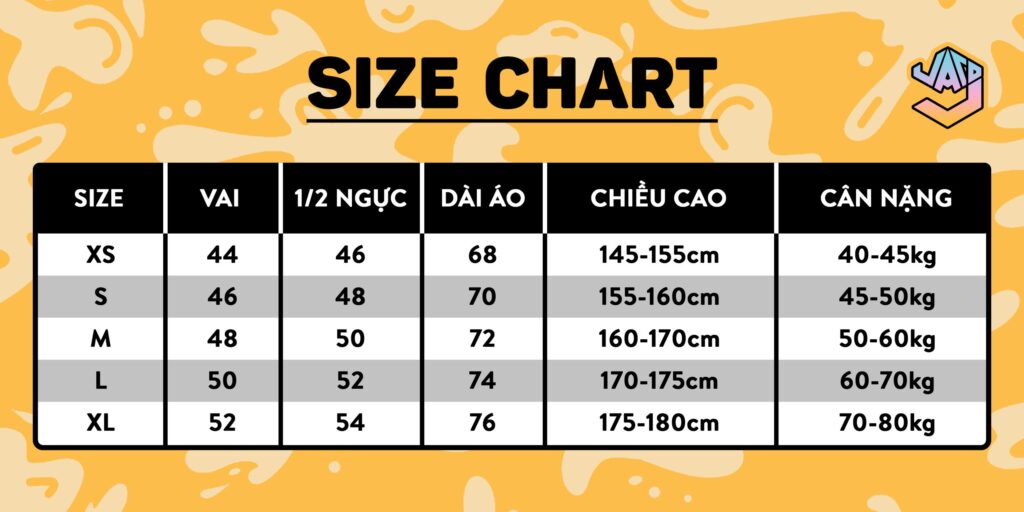 SIZE CHART
YARD
SIZE VAI 1/2 NGỰC DÀI ÁO CHIỀU CAO CÂN NẶNG
XS 44 46 68 145-155cm 40-45kg
S 46 48 70 155-160cm 45-50kg
M 48 50 72 160-170cm 50-60kg
L 50 52 74 170-175cm 60-70kg
XL 52 54 76 175-180cm 70-80kg